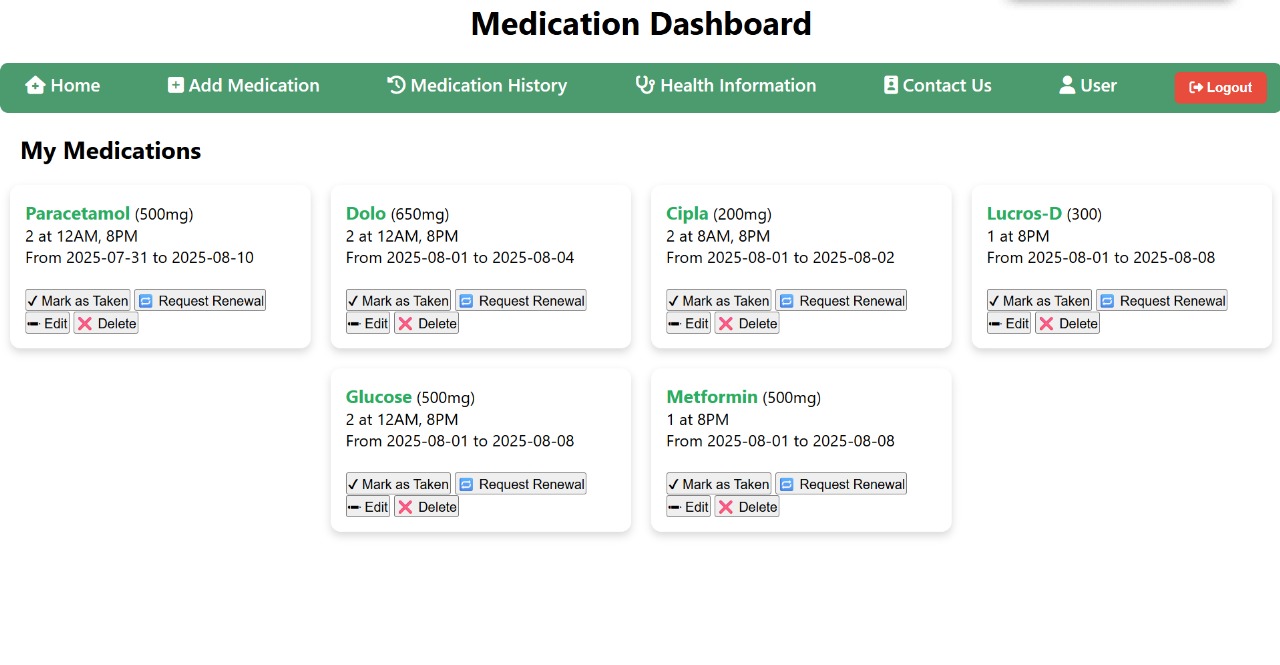 Medication Dashboard
Home Add Medication Medication History Health Information Contact Us User Logout
My Medications
Paracetamol (500mg)
2 at 12AM, 8PM
From 2025-07-31 to 2025-08-10
✔ Mark as Taken 🔁 Request Renewal
✏ Edit ❌ Delete
Dolo (650mg)
2 at 12AM, 8PM
From 2025-08-01 to 2025-08-04
✔ Mark as Taken 🔁 Request Renewal
✏ Edit ❌ Delete
Cipla (200mg)
2 at 8AM, 8PM
From 2025-08-01 to 2025-08-02
✔ Mark as Taken 🔁 Request Renewal
✏ Edit ❌ Delete
Lucros-D (300)
1 at 8PM
From 2025-08-01 to 2025-08-08
✔ Mark as Taken 🔁 Request Renewal
✏ Edit ❌ Delete
Glucose (500mg)
2 at 12AM, 8PM
From 2025-08-01 to 2025-08-08
✔ Mark as Taken 🔁 Request Renewal
✏ Edit ❌ Delete
Metformin (500mg)
1 at 8PM
From 2025-08-01 to 2025-08-08
✔ Mark as Taken 🔁 Request Renewal
✏ Edit ❌ Delete